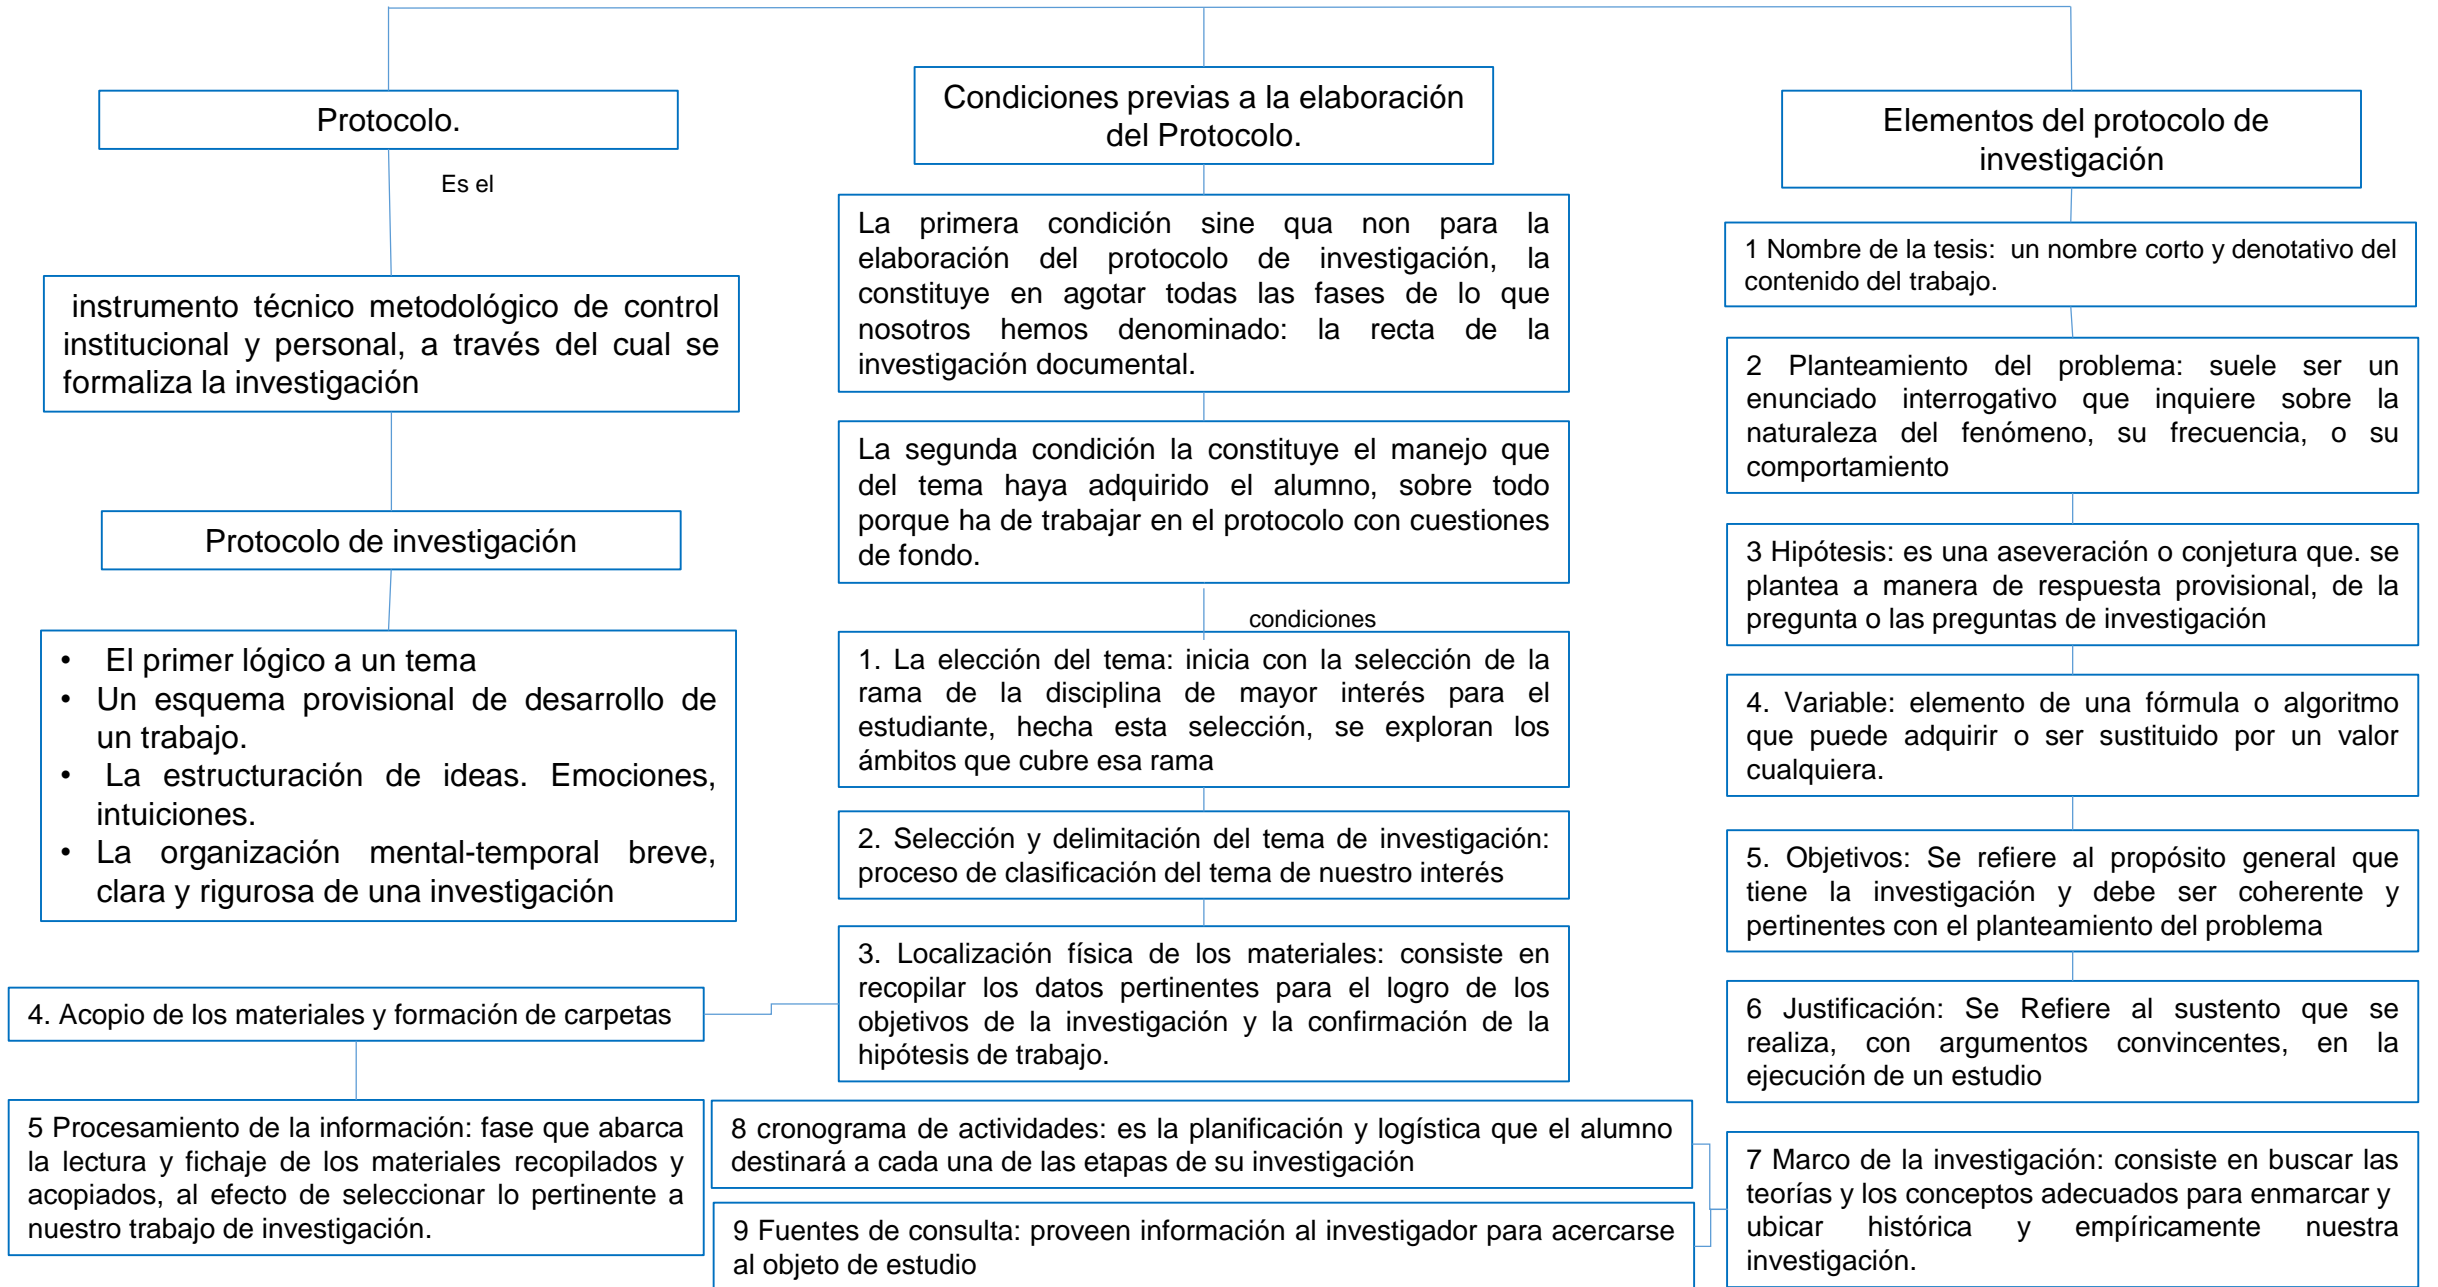 Protocolo.
Es el
instrumento técnico metodológico de control
institucional y personal, a través del cual se
formaliza la investigación
Protocolo de investigación
• El primer lógico a un tema
• Un esquema provisional de desarrollo de
un trabajo.
• La estructuración de ideas. Emociones,
intuiciones.
• La organización mental-temporal breve,
clara y rigurosa de una investigación
Condiciones previas a la elaboración
del Protocolo.
La primera condición sine qua non para la
elaboración del protocolo de investigación, la
constituye en agotar todas las fases de lo que
nosotros hemos denominado: la recta de la
investigación documental.
La segunda condición la constituye el manejo que
del tema haya adquirido el alumno, sobre todo
porque ha de trabajar en el protocolo con cuestiones
de fondo.
condiciones
1. La elección del tema: inicia con la selección de la
rama de la disciplina de mayor interés para el
estudiante, hecha esta selección, se exploran los
ámbitos que cubre esa rama
2. Selección y delimitación del tema de investigación:
proceso de clasificación del tema de nuestro interés
3. Localización física de los materiales: consiste en
recopilar los datos pertinentes para el logro de los
objetivos de la investigación y la confirmación de la
hipótesis de trabajo.
4. Acopio de los materiales y formación de carpetas
5 Procesamiento de la información: fase que abarca
la lectura y fichaje de los materiales recopilados y
acopiados, al efecto de seleccionar lo pertinente a
nuestro trabajo de investigación.
Elementos del protocolo de
investigación
1 Nombre de la tesis: un nombre corto y denotativo del
contenido del trabajo.
2 Planteamiento del problema: suele ser un
enunciado interrogativo que inquiere sobre la
naturaleza del fenómeno, su frecuencia, o su
comportamiento
3 Hipótesis: es una aseveración o conjetura que. se
plantea a manera de respuesta provisional, de la
pregunta o las preguntas de investigación
4. Variable: elemento de una fórmula o algoritmo
que puede adquirir o ser sustituido por un valor
cualquiera.
5. Objetivos: Se refiere al propósito general que
tiene la investigación y debe ser coherente y
pertinentes con el planteamiento del problema
6 Justificación: Se Refiere al sustento que se
realiza, con argumentos convincentes, en la
ejecución de un estudio
7 Marco de la investigación: consiste en buscar las
teorías y los conceptos adecuados para enmarcar y
ubicar histórica y empíricamente nuestra
investigación.
8 cronograma de actividades: es la planificación y logística que el alumno
destinará a cada una de las etapas de su investigación
9 Fuentes de consulta: proveen información al investigador para acercarse
al objeto de estudio